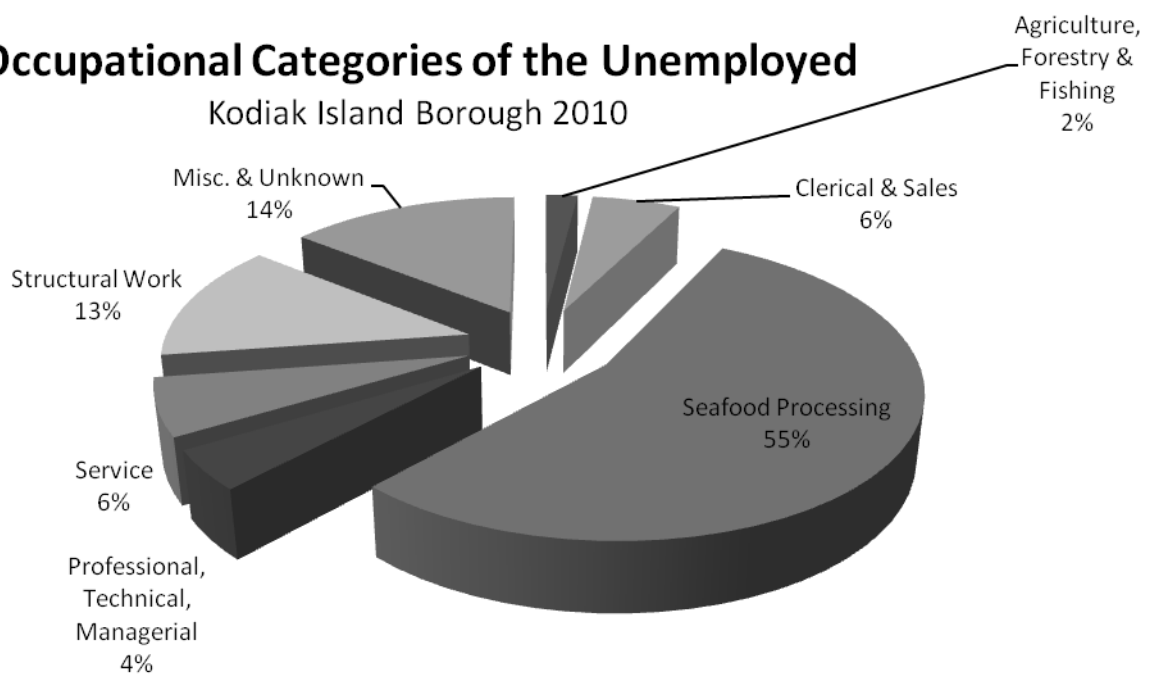 Occupational Categories of the Unemployed
Kodiak Island Borough 2010
Agriculture,
Forestry &
Fishing
2%
Clerical & Sales
6%
Seafood Processing
55%
Professional,
Technical,
Managerial
4%
Service
6%
Structural Work
13%
Misc. & Unknown
14%